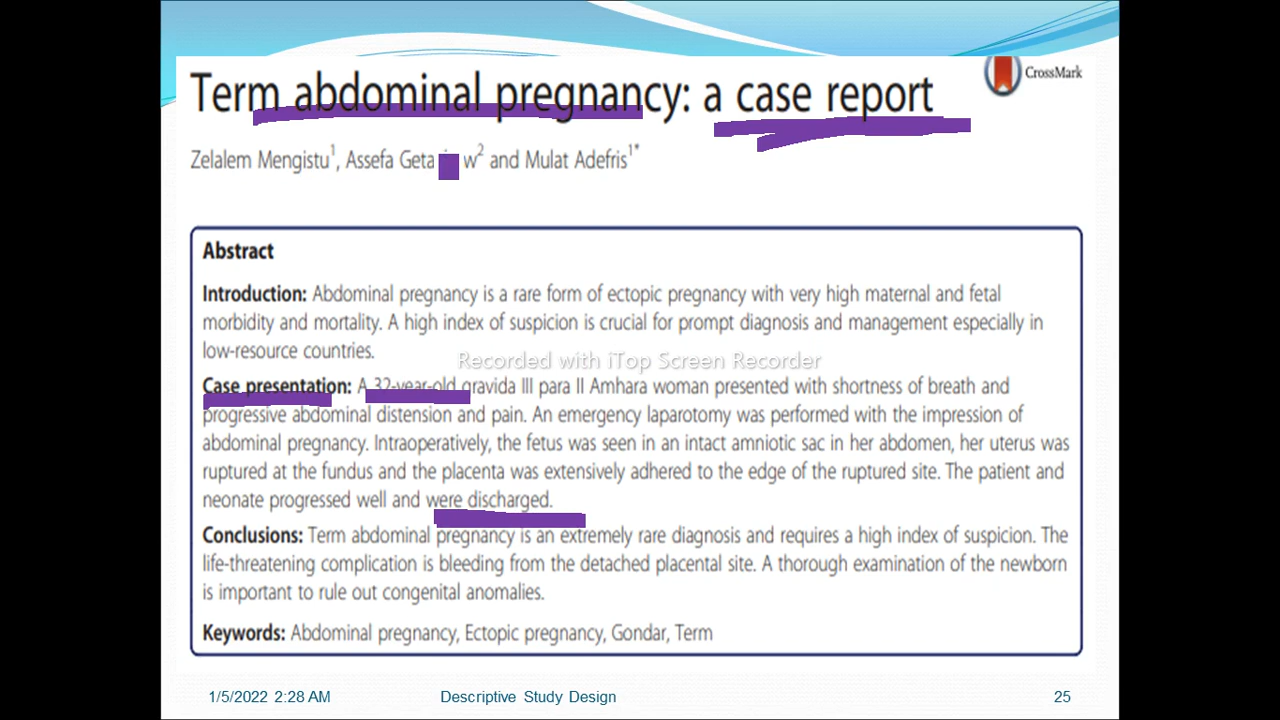 Term abdominal pregnancy: a case report
CrossMark
Zelalem Mengistu1, Assefa Geta w2 and Mulat Adefris1*
Abstract
Introduction: Abdominal pregnancy is a rare form of ectopic pregnancy with very high maternal and fetal
morbidity and mortality. A high index of suspicion is crucial for prompt diagnosis and management especially in
low-resource countries.
Recorded with iTop Screen Recorder
Case presentation: A 32-year-old gravida III para II Amhara woman presented with shortness of breath and
progressive abdominal distension and pain. An emergency laparotomy was performed with the impression of
abdominal pregnancy. Intraoperatively, the fetus was seen in an intact amniotic sac in her abdomen, her uterus was
ruptured at the fundus and the placenta was extensively adhered to the edge of the ruptured site. The patient and
neonate progressed well and were discharged.
Conclusions: Term abdominal pregnancy is an extremely rare diagnosis and requires a high index of suspicion. The
life-threatening complication is bleeding from the detached placental site. A thorough examination of the newborn
is important to rule out congenital anomalies.
Keywords: Abdominal pregnancy, Ectopic pregnancy, Gondar, Term
1/5/2022 2:28 AM
Descriptive Study Design
25